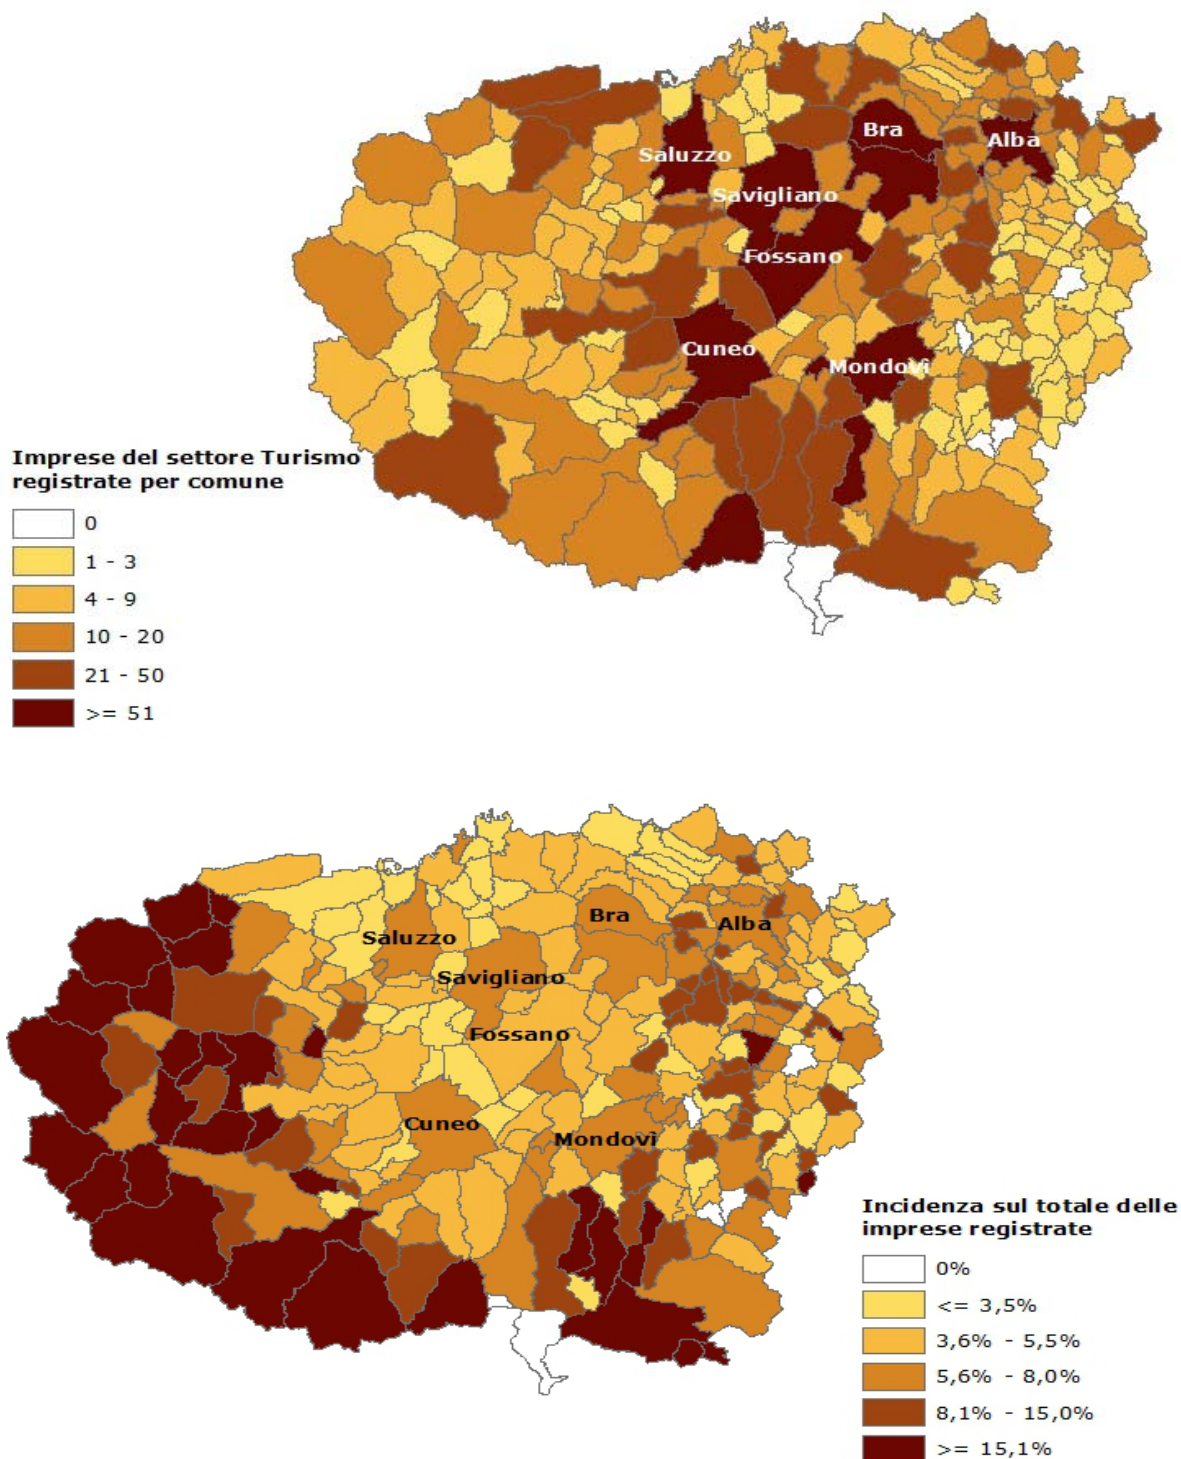 Bra
Alba
Saluzzo
Savigliano
Fossano
Cuneo
Mondovì
Imprese del settore Turismo
registrate per comune
0
1 - 3
4 - 9
10 - 20
21 - 50
>= 51
Bra
Alba
Saluzzo
Savigliano
Fossano
Cuneo
Mondovì
Incidenza sul totale delle
imprese registrate
0%
<= 3,5%
3,6% - 5,5%
5,6% - 8,0%
8,1% - 15,0%
>= 15,1%